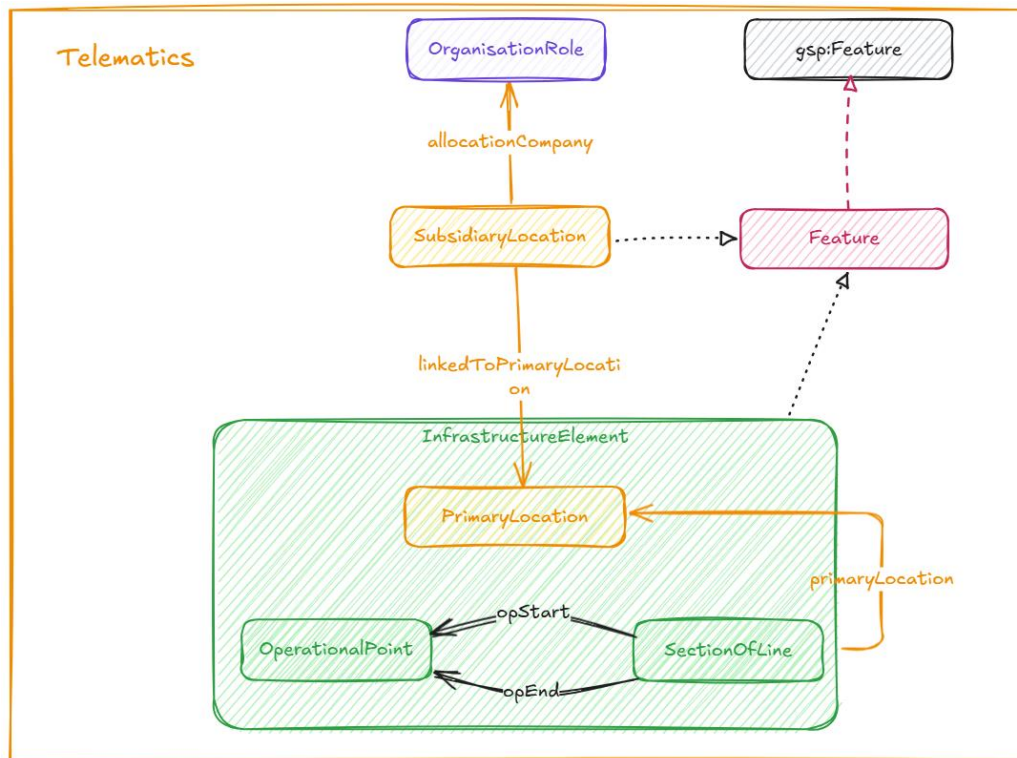 Telematics
OrganisationRole
gsp:Feature
allocationCompany
SubsidiaryLocation
Feature
linkedToPrimaryLocati
on
InfrastructureElement
PrimaryLocation
primaryLocation
opStart
OperationalPoint
SectionOfLine
opEnd